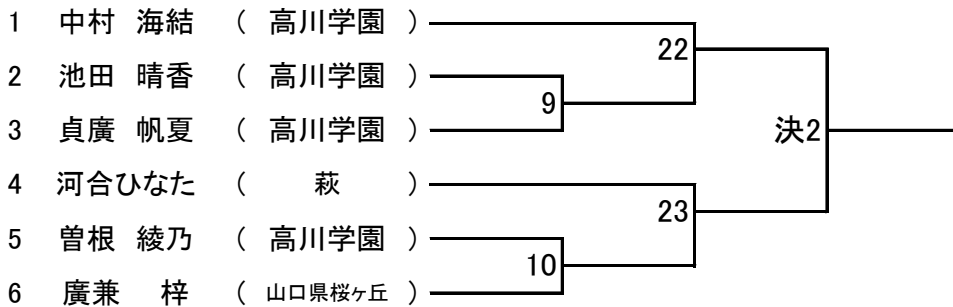 1 中村 海結 ( 高川学園 )
22
2 池田 晴香 ( 高川学園 )
9
3 貞廣 帆夏 ( 高川学園 )
決2
4 河合ひなた ( 萩 )
23
5 曽根 綾乃 ( 高川学園 )
10
6 廣兼 梓 ( 山口県桜ヶ丘 )